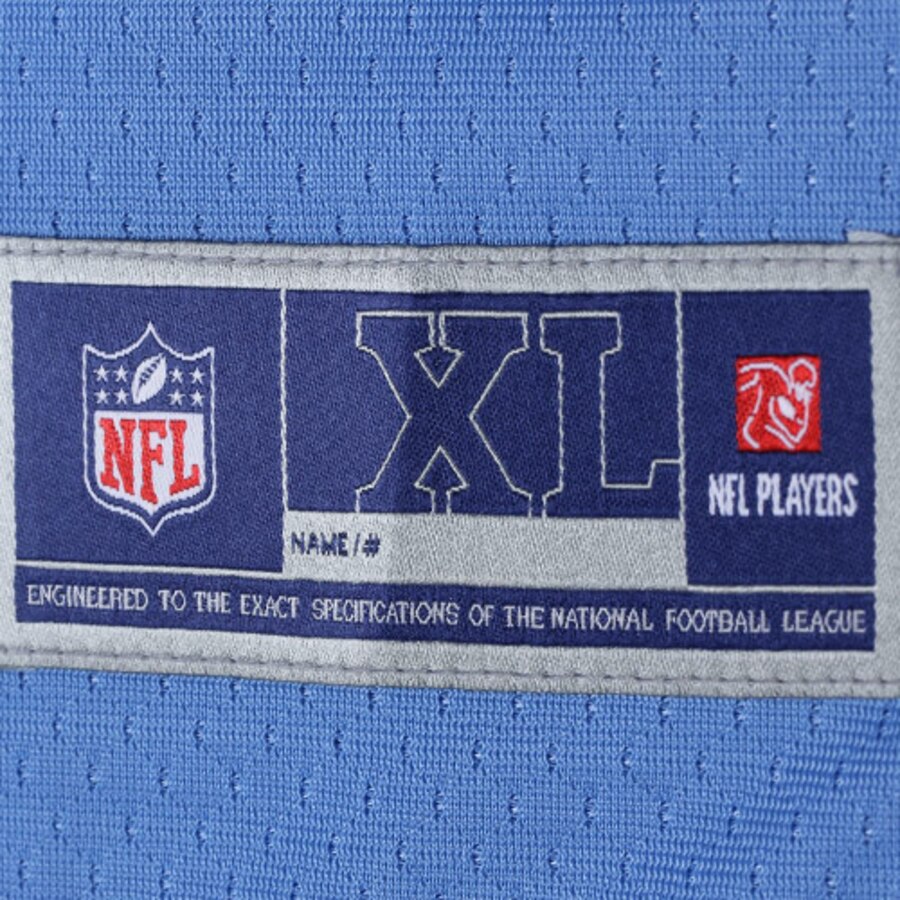 NFL
XL
NFL PLAYERS
NAME/#
ENGINEERED TO THE EXACT SPECIFICATIONS OF THE NATIONAL FOOTBALL LEAGUE